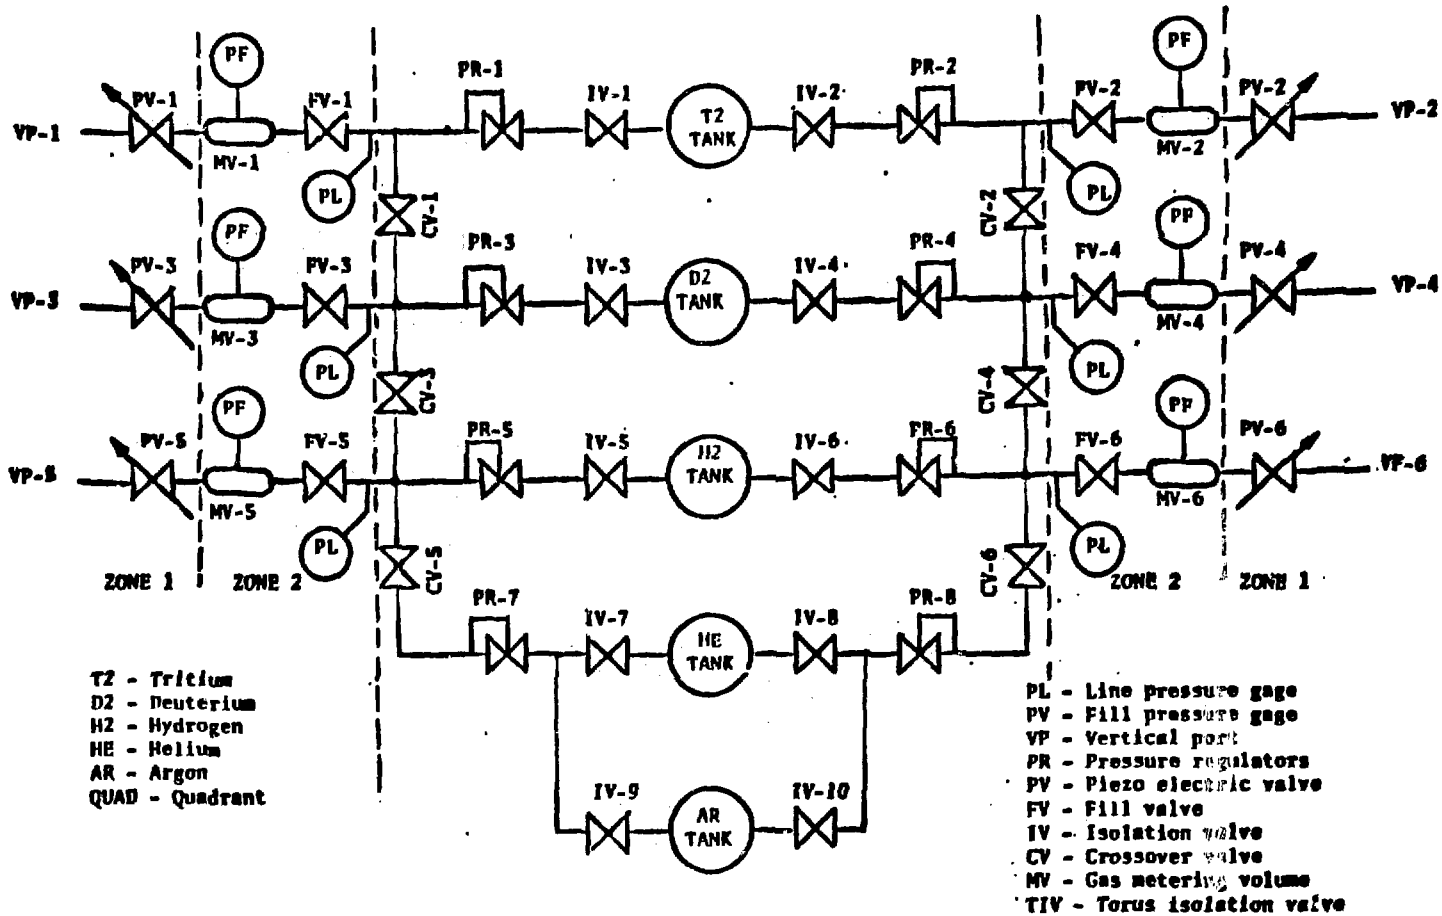 PF
PV-1
FV-1
PR-1
IV-1
T2
TANK
IV-2
PR-2
PV-2
PF
PV-2
VP-1
MV-1
VP-2
MV-2
PL
CV-1
PL
CV-2
PF
PV-3
PV-3
PR-3
IV-3
D2
TANK
IV-4
PR-4
FV-4
PF
PV-4
VP-3
MV-3
VP-4
MV-4
PL
CV-3
PL
CV-4
PF
PV-5
FV-5
PR-5
IV-5
H2
TANK
IV-6
PR-6
FV-6
PF
PV-6
VP-5
MV-5
VP-6
MV-6
PL
CV-5
PL
CV-6
ZONE 1
ZONE 2
ZONE 2
ZONE 1
PR-7
IV-7
HE
TANK
IV-8
PR-8
IV-9
AR
TANK
IV-10
T2 - Tritium
D2 - Deuterium
H2 - Hydrogen
HE - Helium
AR - Argon
QUAD - Quadrant
PL - Line pressure gage
PV - Fill pressure gage
VP - Vertical port
PR - Pressure regulators
PV - Piezo electric valve
FV - Fill valve
IV - Isolation valve
CV - Crossover valve
MV - Gas metering volume
TIV - Torus isolation valve